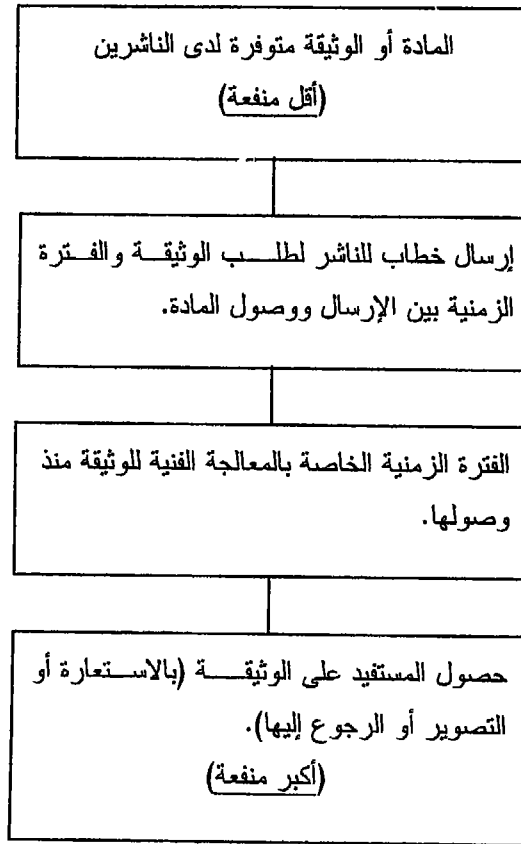 المادة أو الوثيقة متوفرة لدى الناشرين
(أقل منفعة)
إرسال خطاب للناشر لطلب الوثيقة والفترة
الزمنية بين الإرسال ووصول المادة.
الفترة الزمنية الخاصة بالمعالجة الفنية للوثيقة منذ
وصولها.
حصول المستفيد على الوثيقة (بالاستعارة أو
التصوير أو الرجوع إليها).
(أكبر منفعة)